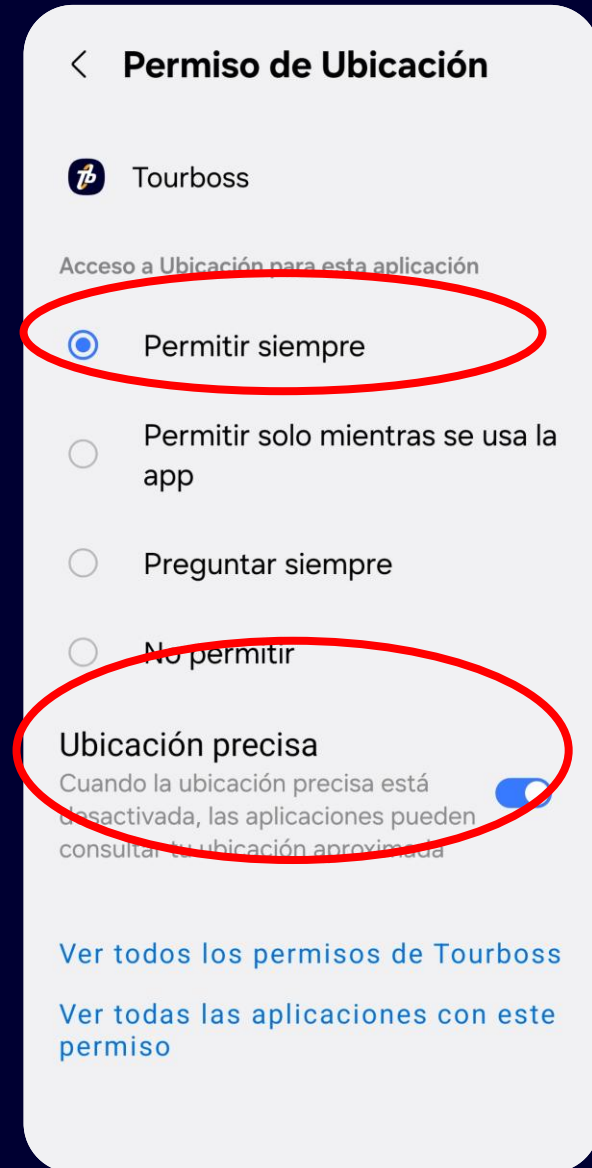 Permiso de Ubicación
Tourboss
Acceso a Ubicación para esta aplicación
Permitir siempre
Permitir solo mientras se usa la
app
Preguntar siempre
No permitir
Ubicación precisa
Cuando la ubicación precisa está
desactivada, las aplicaciones pueden
consultar tu ubicación aproximada
Ver todos los permisos de Tourboss
Ver todas las aplicaciones con este
permiso